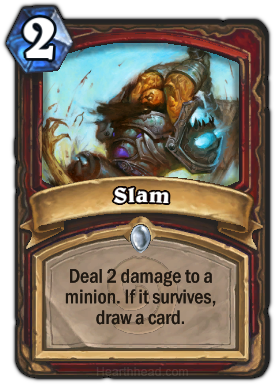 2
Slam
Deal 2 damage to a
minion. If it survives,
draw a card.
Hearthhead.com